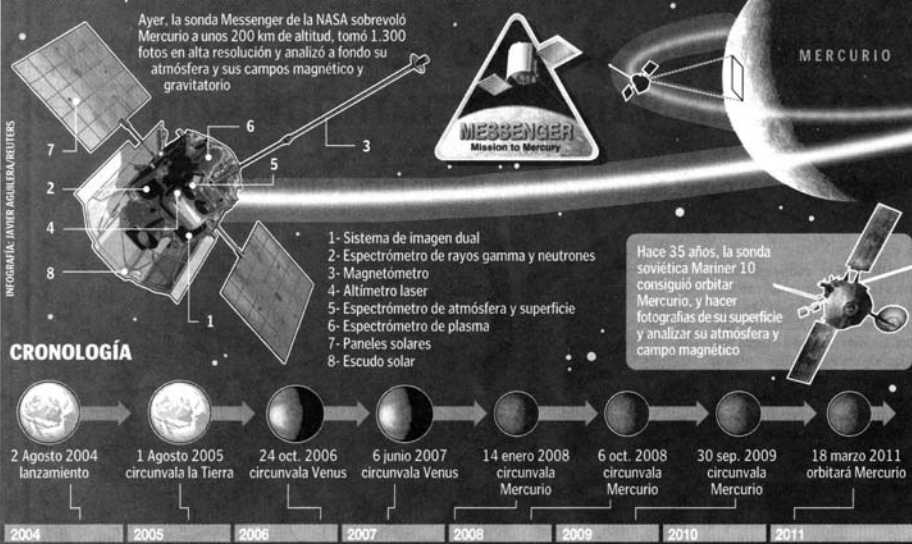 Ayer, la sonda Messenger de la NASA sobrevoló
Mercurio a unos 200 km de altitud, tomó 1.300
fotos en alta resolución y analizó a fondo su
atmósfera y sus campos magnético y
gravitatorio
MESSENGER
Mission to Mercury
MERCURIO
INFOGRAFÍA: JAVIER AGUILERA/REUTERS
6
3
7
5
2
4
8
1
1- Sistema de imagen dual
2- Espectrómetro de rayos gamma y neutrones
3- Magnetómetro
4- Altímetro laser
5- Espectrómetro de atmósfera y superficie
6- Espectrómetro de plasma
7- Paneles solares
8- Escudo solar
Hace 35 años, la sonda
soviética Mariner 10
consiguió orbitar
Mercurio, y hacer
fotografias de su superficie
y analizar su atmósfera y
campo magnético
CRONOLOGÍA
2 Agosto 2004
lanzamiento
1 Agosto 2005
circunvala la Tierra
24 oct. 2006
circunvala Venus
6 junio 2007
circunvala Venus
14 enero 2008
circunvala
Mercurio
6 oct. 2008
circunvala
Mercurio
30 sep. 2009
circunvala
Mercurio
18 marzo 2011
orbitará Mercurio
2004
2005
2006
2007
2008
2009
2010
2011